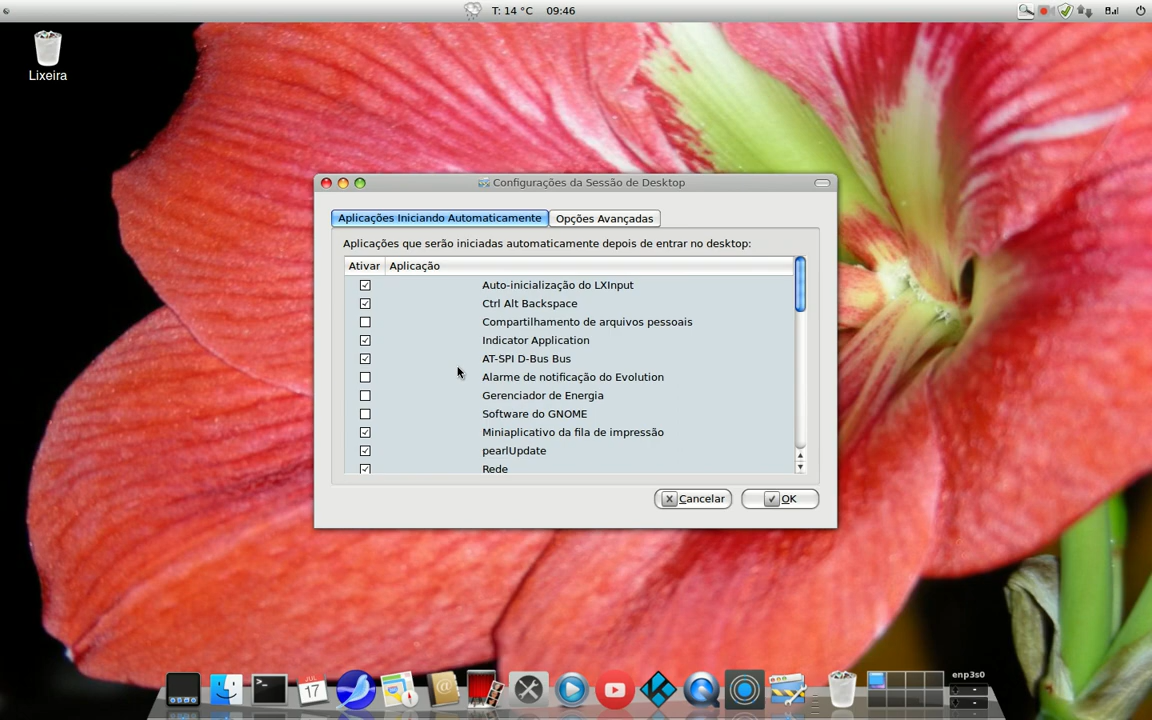 T: 14 °C 09:46
Lixeira
Configurações da Sessão de Desktop
Aplicações Iniciando Automaticamente
Opções Avançadas
Aplicações que serão iniciadas automaticamente depois de entrar no desktop:
Ativar Aplicação
Auto-inicialização do LXInput
Ctrl Alt Backspace
Compartilhamento de arquivos pessoais
Indicator Application
AT-SPI D-Bus Bus
Alarme de notificação do Evolution
Gerenciador de Energia
Software do GNOME
Miniaplicativo da fila de impressão
pearlUpdate
Rede
Cancelar OK
JUL
17
enp3s0